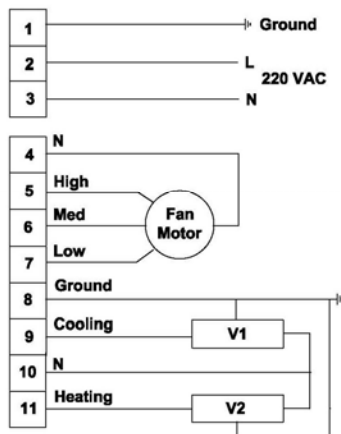 1 Ground
2 L
220 VAC
3 N
4 N
5 High
Fan
6 Med
Motor
7 Low
8 Ground
9 Cooling V1
10 N
11 Heating V2